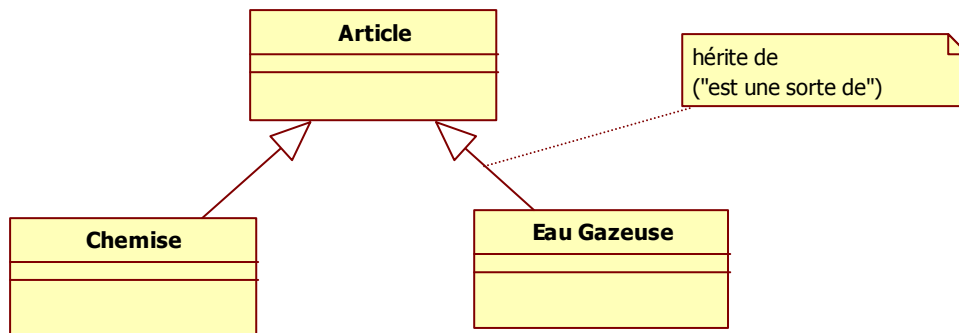 Article
hérite de
("est une sorte de")
Chemise
Eau Gazeuse